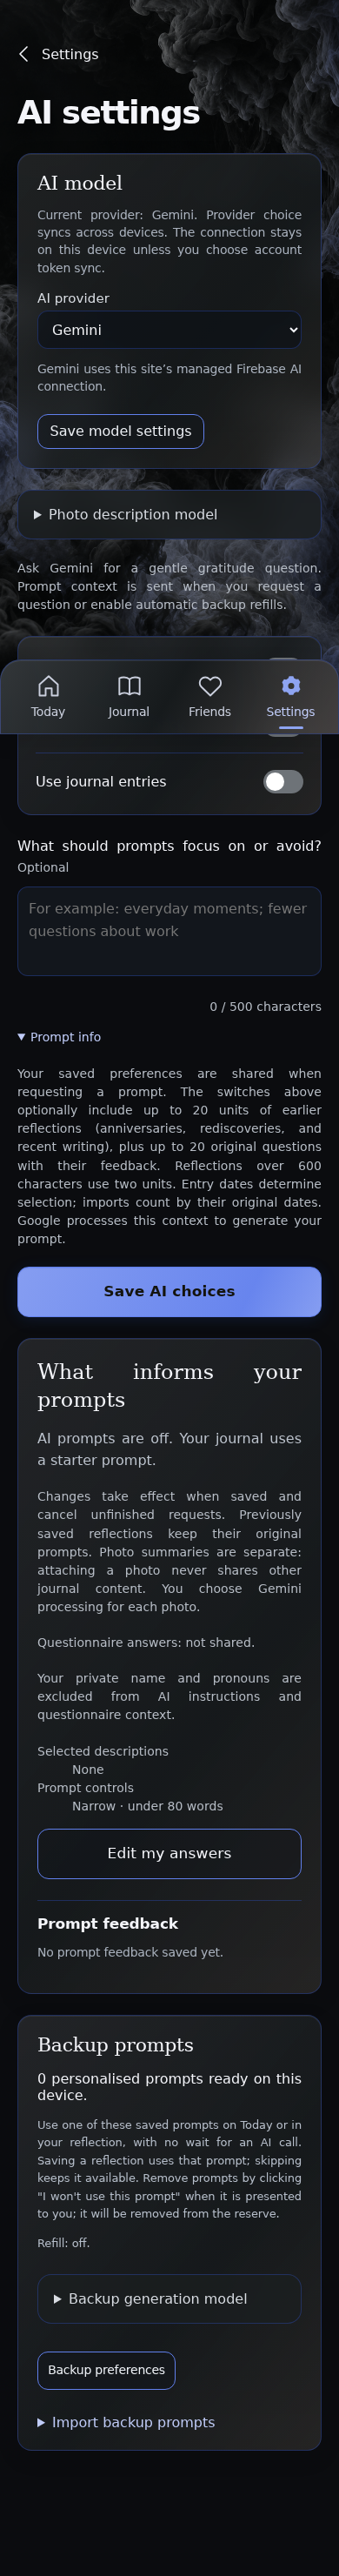 Settings
AI settings
AI model
Current provider: Gemini. Provider choice
syncs across devices. The connection stays
on this device unless you choose account
token sync.
AI provider
Gemini
Gemini uses this site’s managed Firebase AI
connection.
Save model settings
Photo description model
Ask Gemini for a gentle gratitude question.
Prompt context is sent when you request a
question or enable automatic backup refills.
Today
Journal
Friends
Settings
Use journal entries
What should prompts focus on or avoid?
Optional
For example: everyday moments; fewer
questions about work
0 / 500 characters
Prompt info
Your saved preferences are shared when
requesting a prompt. The switches above
optionally include up to 20 units of earlier
reflections (anniversaries, rediscoveries, and
recent writing), plus up to 20 original questions
with their feedback. Reflections over 600
characters use two units. Entry dates determine
selection; imports count by their original dates.
Google processes this context to generate your
prompt.
Save AI choices
What informs your
prompts
AI prompts are off. Your journal uses
a starter prompt.
Changes take effect when saved and
cancel unfinished requests. Previously
saved reflections keep their original
prompts. Photo summaries are separate:
attaching a photo never shares other
journal content. You choose Gemini
processing for each photo.
Questionnaire answers: not shared.
Your private name and pronouns are
excluded from AI instructions and
questionnaire context.
Selected descriptions
None
Prompt controls
Narrow · under 80 words
Edit my answers
Prompt feedback
No prompt feedback saved yet.
Backup prompts
0 personalised prompts ready on this
device.
Use one of these saved prompts on Today or in
your reflection, with no wait for an AI call.
Saving a reflection uses that prompt; skipping
keeps it available. Remove prompts by clicking
"I won't use this prompt" when it is presented
to you; it will be removed from the reserve.
Refill: off.
Backup generation model
Backup preferences
Import backup prompts